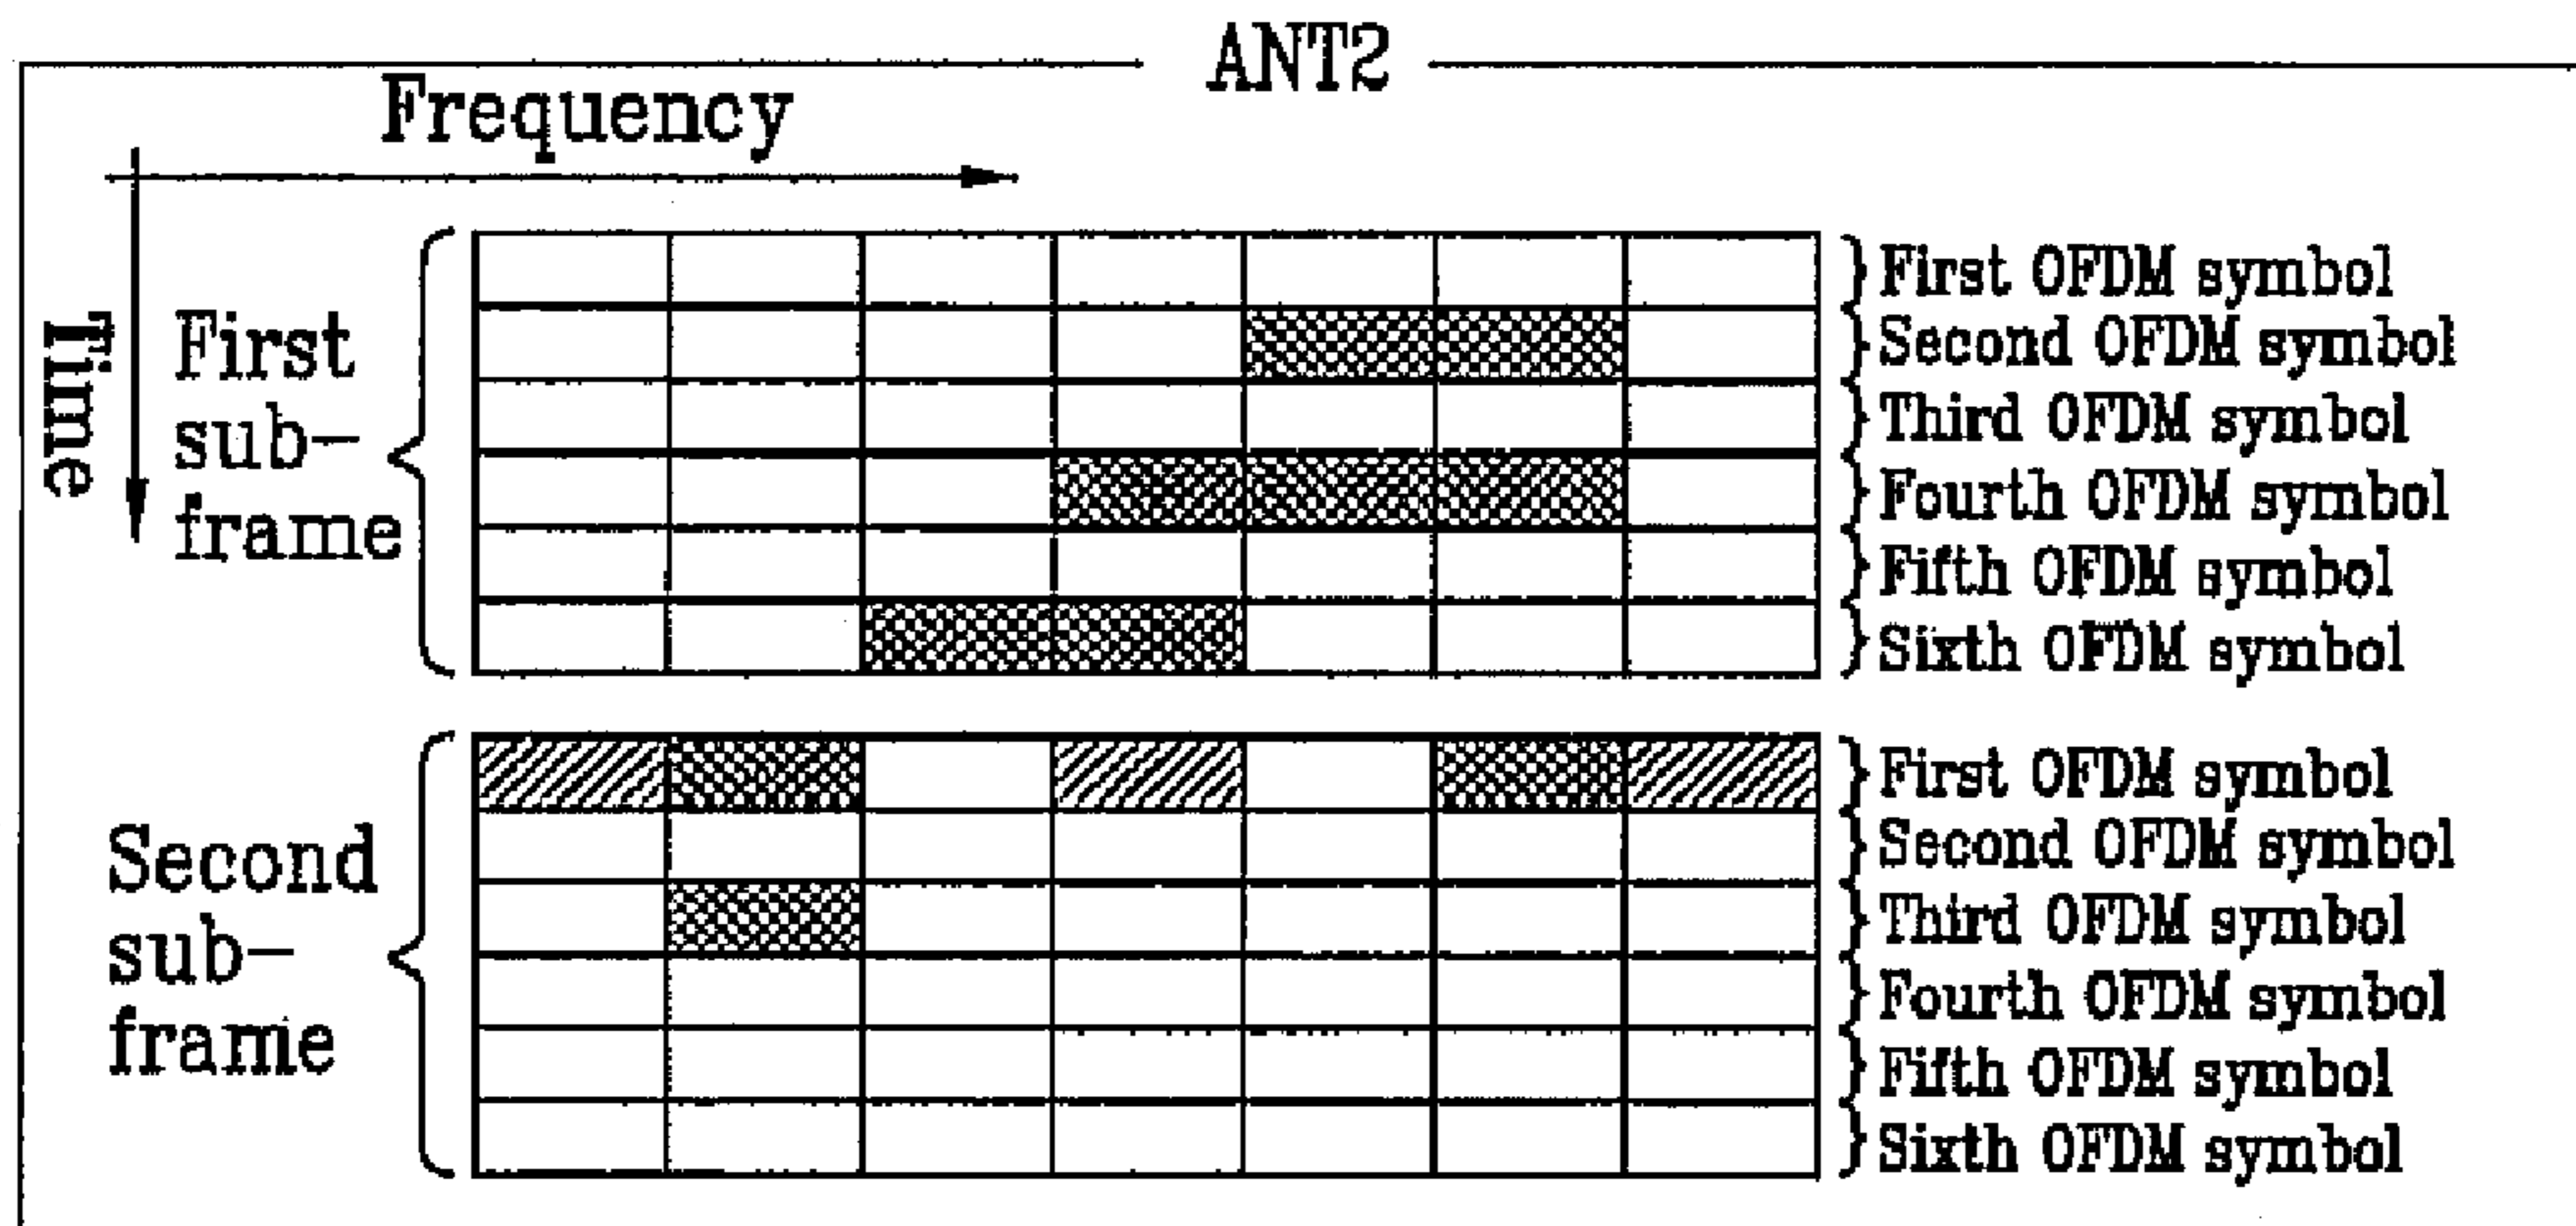 ANT2
Frequency
Time
First
sub-
frame
First OFDM symbol
Second OFDM symbol
Third OFDM symbol
Fourth OFDM symbol
Fifth OFDM symbol
Sixth OFDM symbol
Second
sub-
frame
First OFDM symbol
Second OFDM symbol
Third OFDM symbol
Fourth OFDM symbol
Fifth OFDM symbol
Sixth OFDM symbol